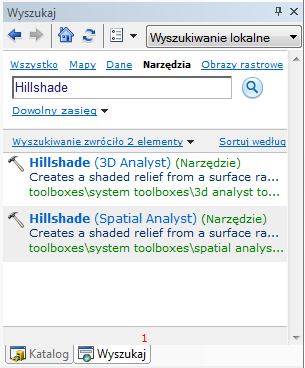 Wyszukaj
Wyszukiwanie lokalne
Wszystko Mapy Dane Narzędzia Obrazy rastrowe
Hillshade
Dowolny zasięg
Wyszukiwanie zwróciło 2 elementy Sortuj według
Hillshade (3D Analyst) (Narzędzie)
Creates a shaded relief from a surface ra...
toolboxes\system toolboxes\3d analyst to...
Hillshade (Spatial Analyst) (Narzędzie)
Creates a shaded relief from a surface ra...
toolboxes\system toolboxes\spatial analys...
1
Katalog Wyszukaj